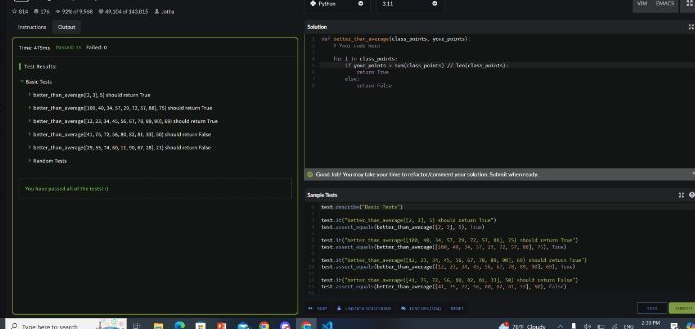 814 176 92% of 9,968 49,104 of 143,015 Jotha
Python 3.11 VIM EMACS
Instructions Output
Solution
Time: 475ms Passed: 15 Failed: 0
Test Results:
Basic Tests
better_than_average([2, 3], 5) should return True
better_than_average([100, 40, 34, 57, 29, 72, 57, 88], 75) should return True
better_than_average([12, 23, 34, 45, 56, 67, 78, 89, 90], 69) should return True
better_than_average([41, 75, 72, 56, 80, 82, 81, 33], 50) should return False
better_than_average([29, 55, 74, 60, 11, 90, 67, 28], 21) should return False
Random Tests
You have passed all of the tests! :)
def better_than_average(class_points, your_points):
# Your code here
for i in class_points:
if your_points > sum(class_points) // len(class_points):
return True
else:
return False
Good Job! You may take your time to refactor/comment your solution. Submit when ready.
Sample Tests
test.describe("Basic Tests")
test.it("better_than_average([2, 3], 5) should return True")
test.assert_equals(better_than_average([2, 3], 5), True)
test.it("better_than_average([100, 40, 34, 57, 29, 72, 57, 88], 75) should return True")
test.assert_equals(better_than_average([100, 40, 34, 57, 29, 72, 57, 88], 75), True)
test.it("better_than_average([12, 23, 34, 45, 56, 67, 78, 89, 90], 69) should return True")
test.assert_equals(better_than_average([12, 23, 34, 45, 56, 67, 78, 89, 90], 69), True)
test.it("better_than_average([41, 75, 72, 56, 80, 82, 81, 33], 50) should return False")
test.assert_equals(better_than_average([41, 75, 72, 56, 80, 82, 81, 33], 50), False)
SKIP UNLOCK SOLUTIONS DISCUSS RESET TEST
Type here to search 76°F Cloudy ENG 2:33 PM